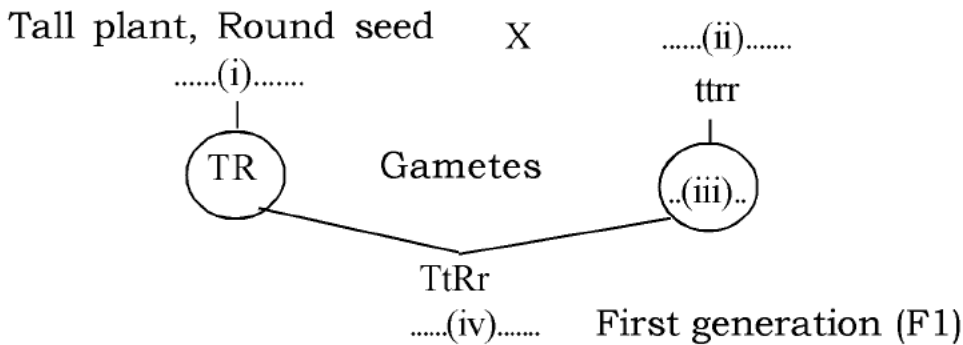 Tall plant, Round seed X ......(ii).......
......(i).......
ttrr
TR Gametes ..(iii)..
TtRr
......(iv)....... First generation (F1)